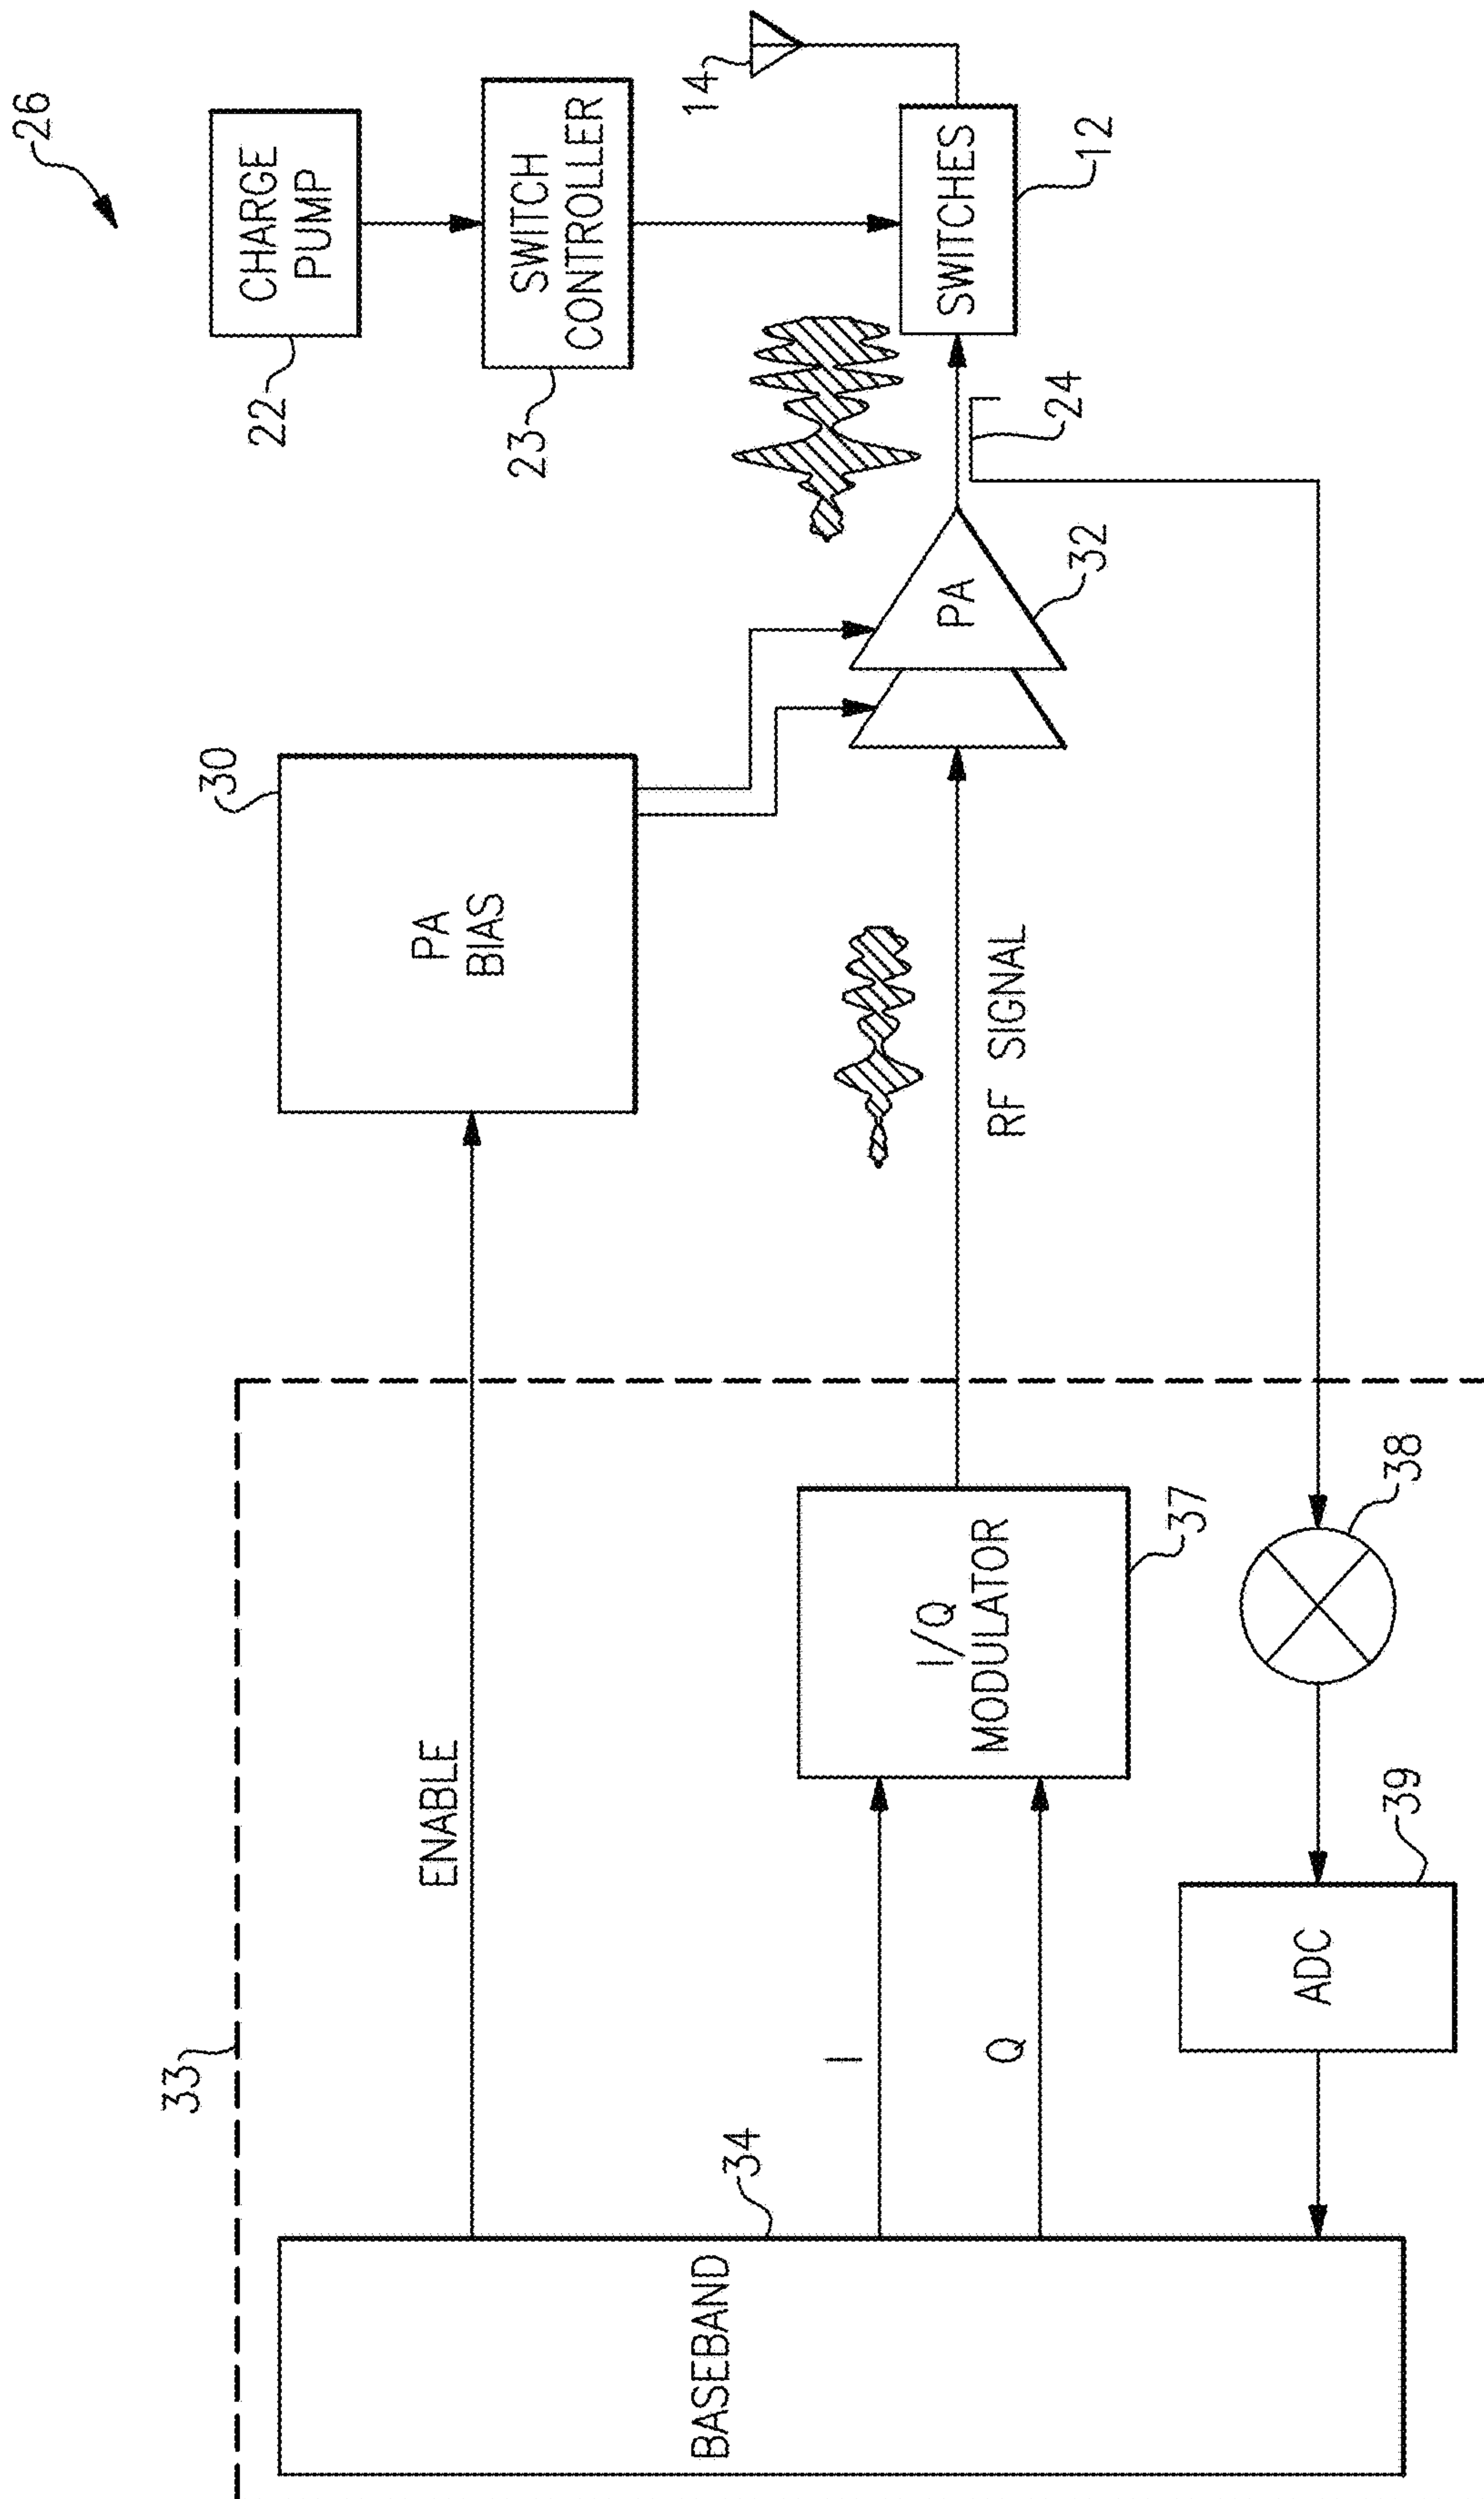 26
CHARGE
PUMP
22
SWITCH
CONTROLLER
23
14
SWITCHES
12
24
PA
32
30
PA
BIAS
RF SIGNAL
33
ENABLE
I/Q
MODULATOR
37
38
I
Q
ADC
39
34
BASEBAND